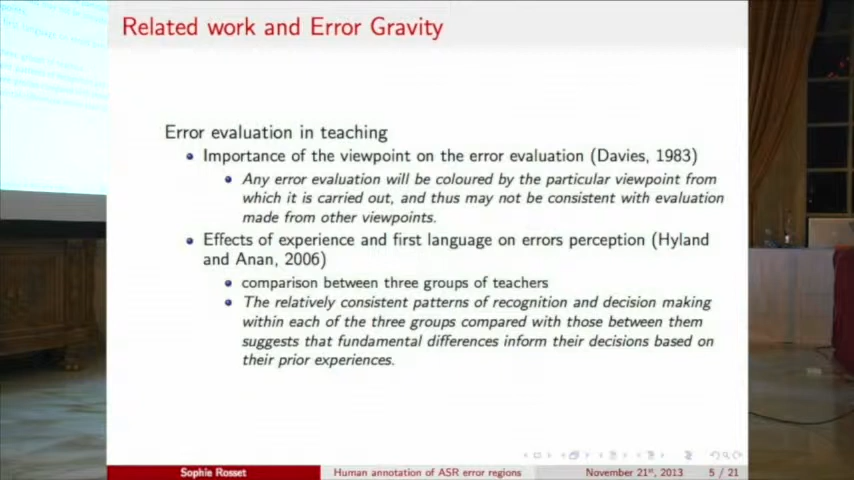 Related work and Error Gravity
Error evaluation in teaching
Importance of the viewpoint on the error evaluation (Davies, 1983)
Any error evaluation will be coloured by the particular viewpoint from
which it is carried out, and thus may not be consistent with evaluation
made from other viewpoints.
Effects of experience and first language on errors perception (Hyland
and Anan, 2006)
comparison between three groups of teachers
The relatively consistent patterns of recognition and decision making
within each of the three groups compared with those between them
suggests that fundamental differences inform their decisions based on
their prior experiences.
Sophie Rosset Human annotation of ASR error regions November 21st, 2013 5 / 21